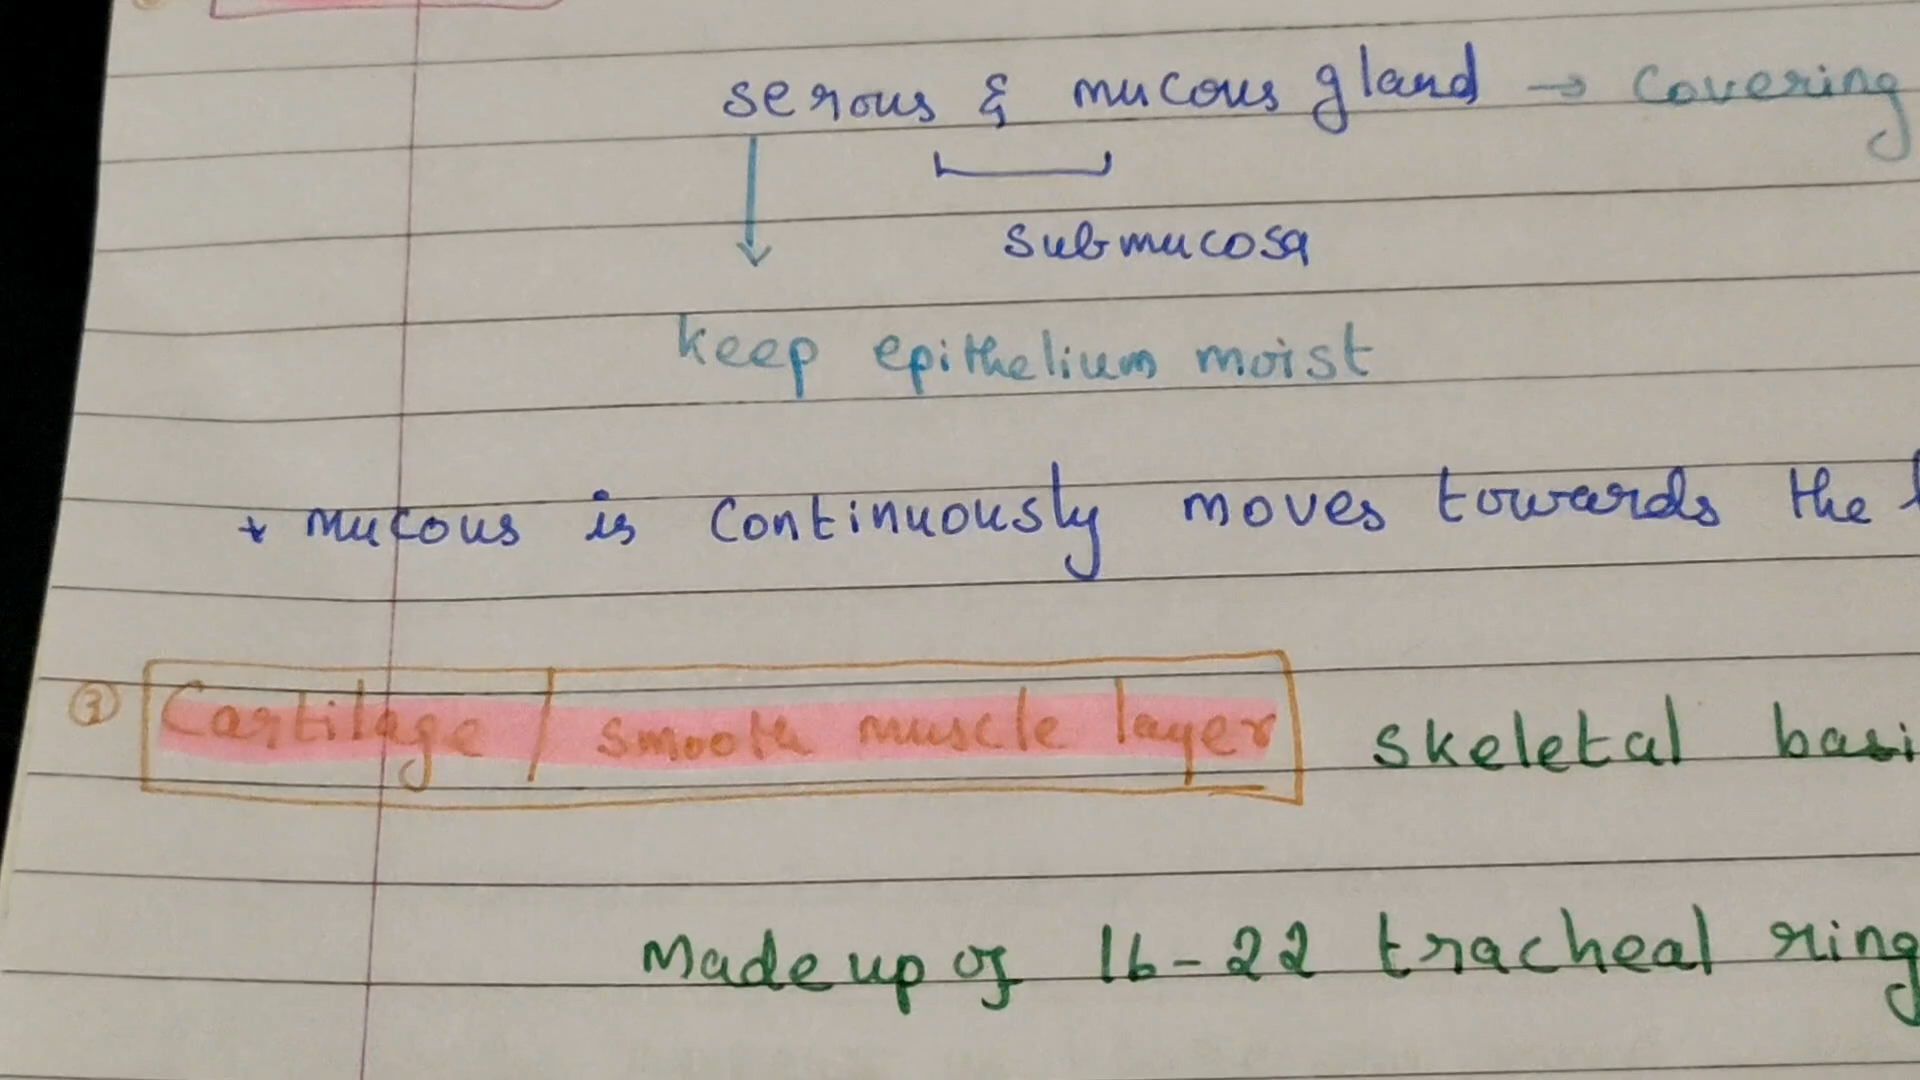 serous & mucous gland → covering
submucosa
keep epithelium moist
* mucous is continuously moves towards the
③ Cartilage / smooth muscle layer skeletal basi
Made up of 16-22 tracheal ring